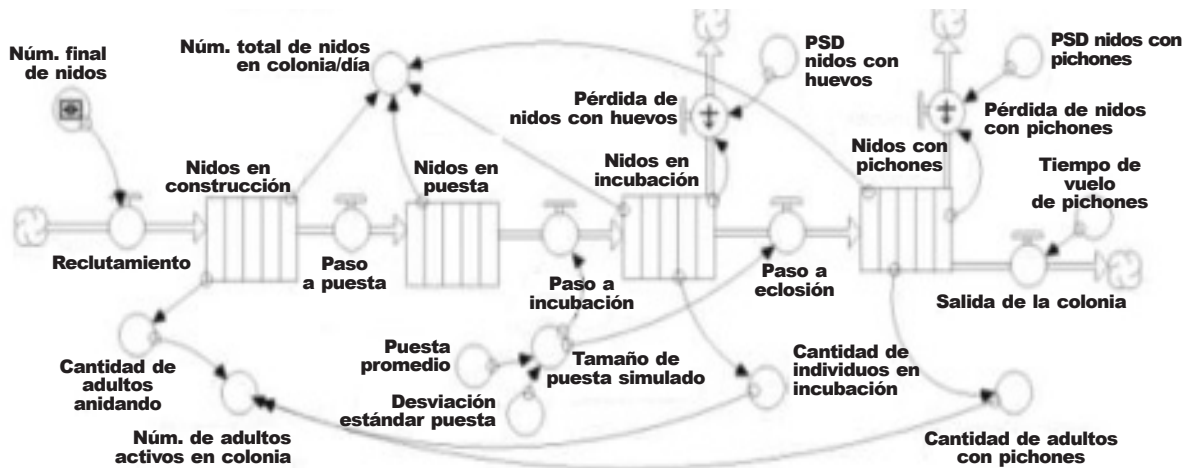 Núm. final
de nidos
Núm. total de nidos
en colonia/día
PSD
nidos con
huevos
PSD nidos con
pichones
Pérdida de
nidos con huevos
Pérdida de nidos
con pichones
Nidos en
construcción
Nidos en
puesta
Nidos en
incubación
Nidos con
pichones
Tiempo de
vuelo
de pichones
Reclutamiento
Paso
a puesta
Paso a
incubación
Paso a
eclosión
Salida de la colonia
Cantidad de
adultos
anidando
Puesta
promedio
Tamaño de
puesta simulado
Cantidad de
individuos en
incubación
Desviación
estándar puesta
Núm. de adultos
activos en colonia
Cantidad de adultos
con pichones